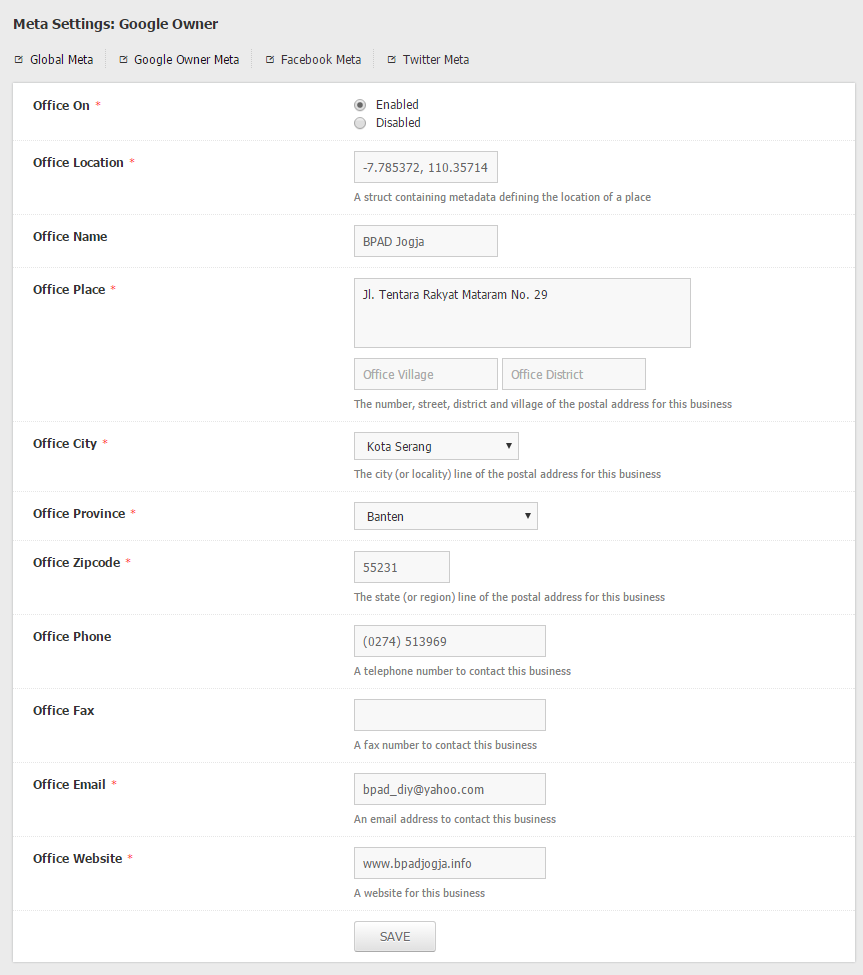 Meta Settings: Google Owner
Global Meta Google Owner Meta Facebook Meta Twitter Meta
Office On * Enabled
Disabled
Office Location * -7.785372, 110.35714
A struct containing metadata defining the location of a place
Office Name BPAD Jogja
Office Place * Jl. Tentara Rakyat Mataram No. 29
Office Village Office District
The number, street, district and village of the postal address for this business
Office City * Kota Serang
The city (or locality) line of the postal address for this business
Office Province * Banten
Office Zipcode * 55231
The state (or region) line of the postal address for this business
Office Phone (0274) 513969
A telephone number to contact this business
Office Fax
A fax number to contact this business
Office Email * bpad_diy@yahoo.com
An email address to contact this business
Office Website * www.bpadjogja.info
A website for this business
SAVE